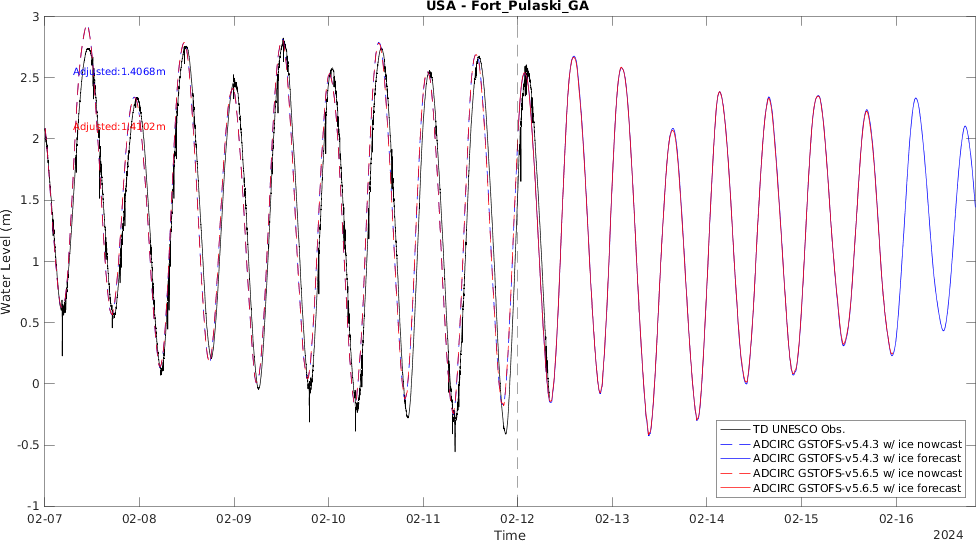 USA - Fort_Pulaski_GA
3
2.5
2
1.5
1
0.5
0
-0.5
-1
Water Level (m)
Adjusted:1.4068m
Adjusted:1.4102m
TD UNESCO Obs.
ADCIRC GSTOFS-v5.4.3 w/ ice nowcast
ADCIRC GSTOFS-v5.4.3 w/ ice forecast
ADCIRC GSTOFS-v5.6.5 w/ ice nowcast
ADCIRC GSTOFS-v5.6.5 w/ ice forecast
02-07 02-08 02-09 02-10 02-11 02-12 02-13 02-14 02-15 02-16
Time
2024